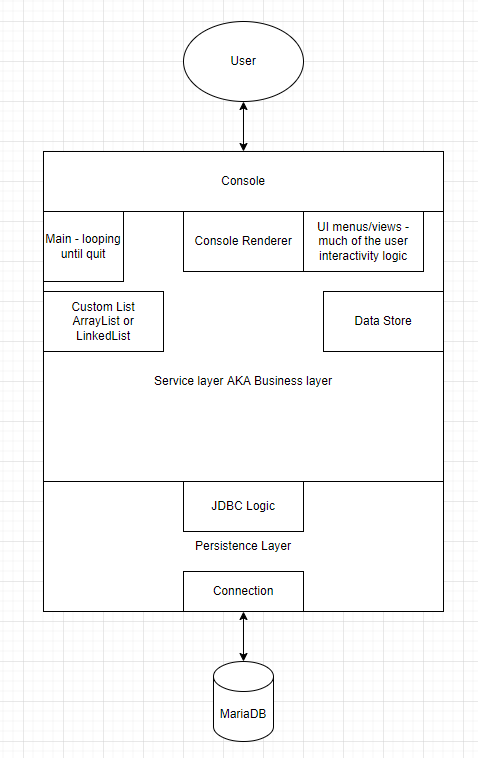 User
Console
Main - looping
until quit
Console Renderer
UI menus/views -
much of the user
interactivity logic
Custom List
ArrayList or
LinkedList
Data Store
Service layer AKA Business layer
JDBC Logic
Persistence Layer
Connection
MariaDB